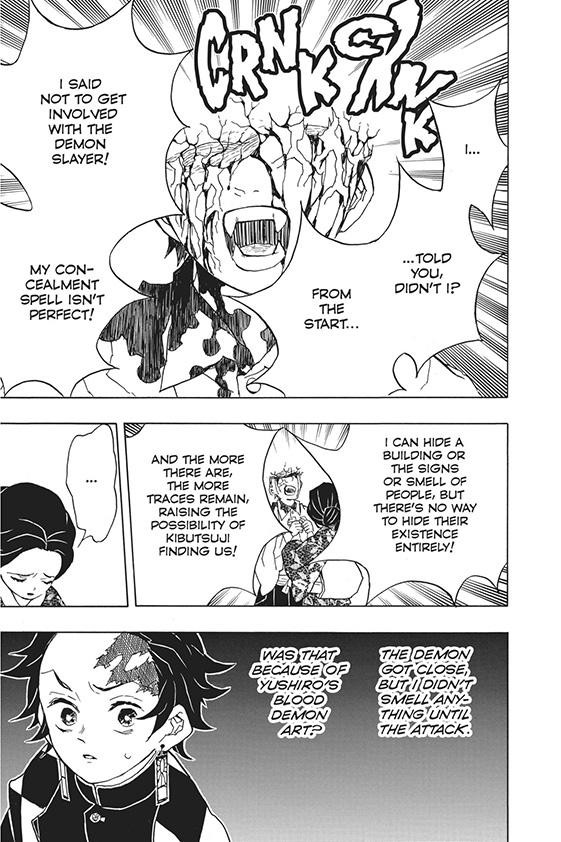 CRNK CRNK
I...
...TOLD
YOU,
DIDN'T I?
FROM
THE
START...
I SAID
NOT TO GET
INVOLVED
WITH THE
DEMON
SLAYER!
MY CON-
CEALMENT
SPELL ISN'T
PERFECT!
I CAN HIDE A
BUILDING OR
THE SIGNS
OR SMELL OF
PEOPLE, BUT
THERE'S NO WAY
TO HIDE THEIR
EXISTENCE
ENTIRELY!
AND THE MORE
THERE ARE,
THE MORE
TRACES REMAIN,
RAISING THE
POSSIBILITY OF
KIBUTSUJI
FINDING US!
...
THE DEMON
GOT CLOSE,
BUT I DIDN'T
SMELL ANY-
THING UNTIL
THE ATTACK.
WAS THAT
BECAUSE OF
YUSHIRO'S
BLOOD
DEMON
ART?